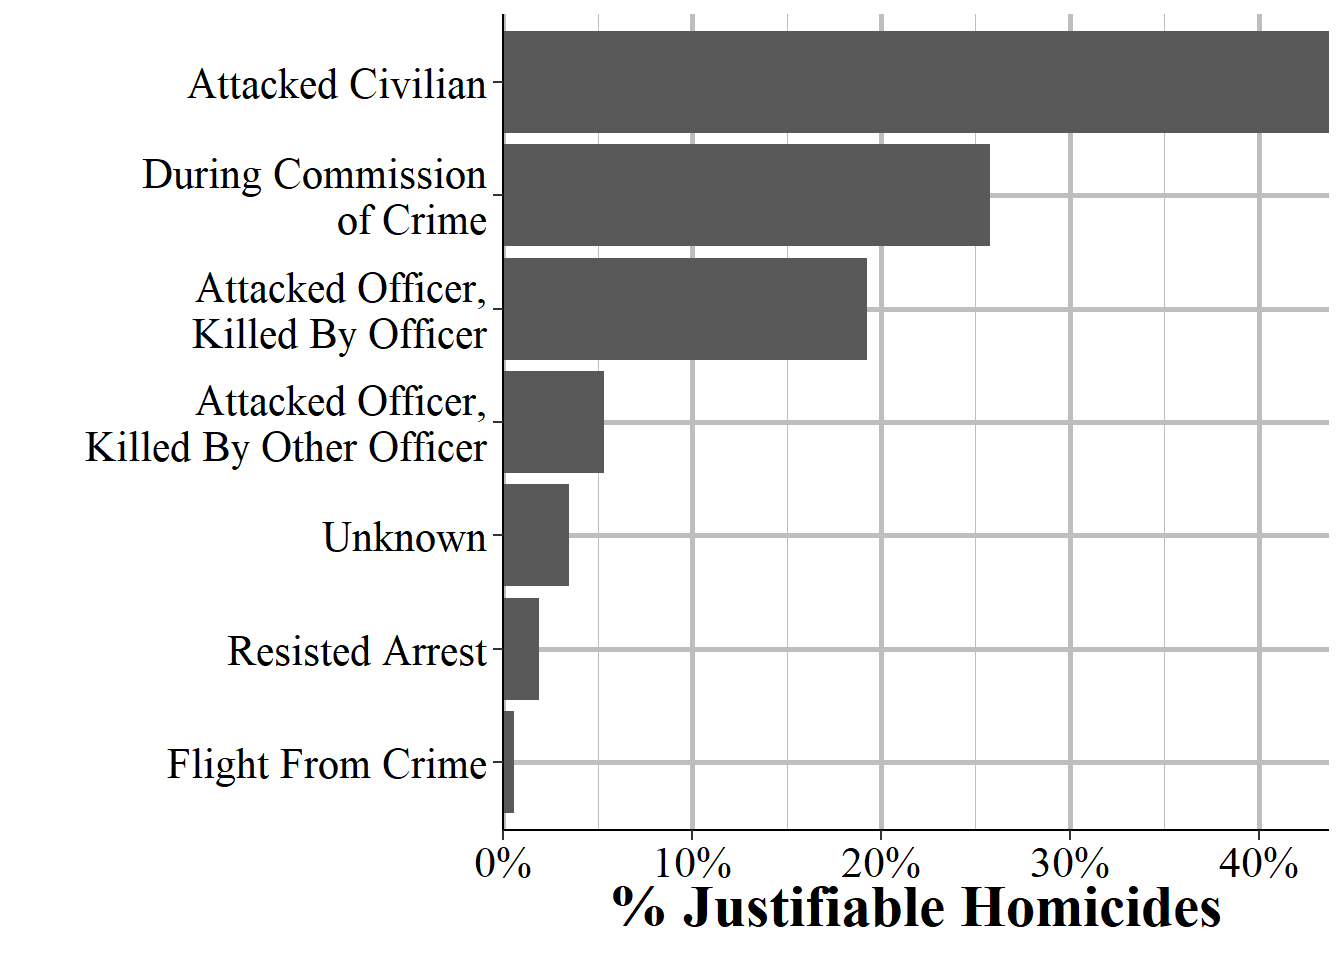 Attacked Civilian
During Commission
of Crime
Attacked Officer,
Killed By Officer
Attacked Officer,
Killed By Other Officer
Unknown
Resisted Arrest
Flight From Crime
0% 10% 20% 30% 40%
% Justifiable Homicides